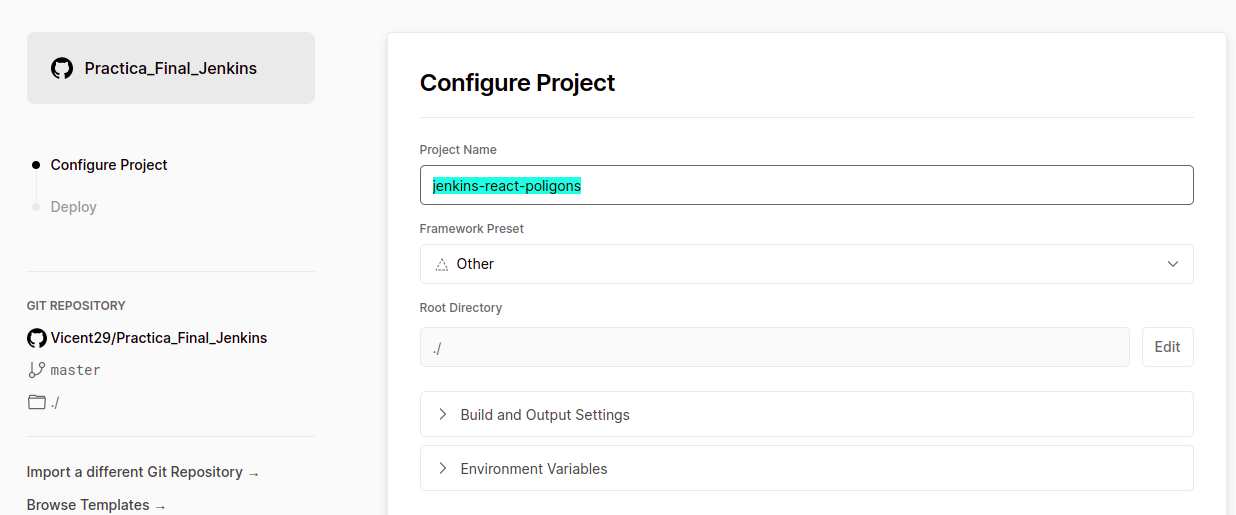 Practica_Final_Jenkins
Configure Project
Deploy
GIT REPOSITORY
Vicent29/Practica_Final_Jenkins
master
./
Import a different Git Repository →
Browse Templates →
Configure Project
Project Name
jenkins-react-poligons
Framework Preset
Other
Root Directory
./
Edit
Build and Output Settings
Environment Variables